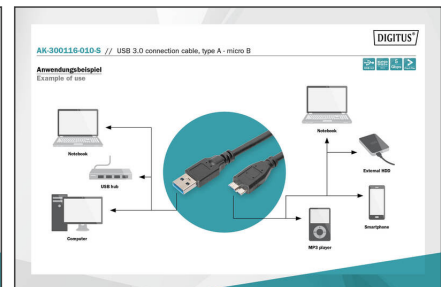 DIGITUS®
AK-300116-010-S // USB 3.0 connection cable, type A - micro B
Anwendungsbeispiel
Example of use
Notebook
USB hub
Computer
Notebook
External HDD
Smartphone
MP3 player